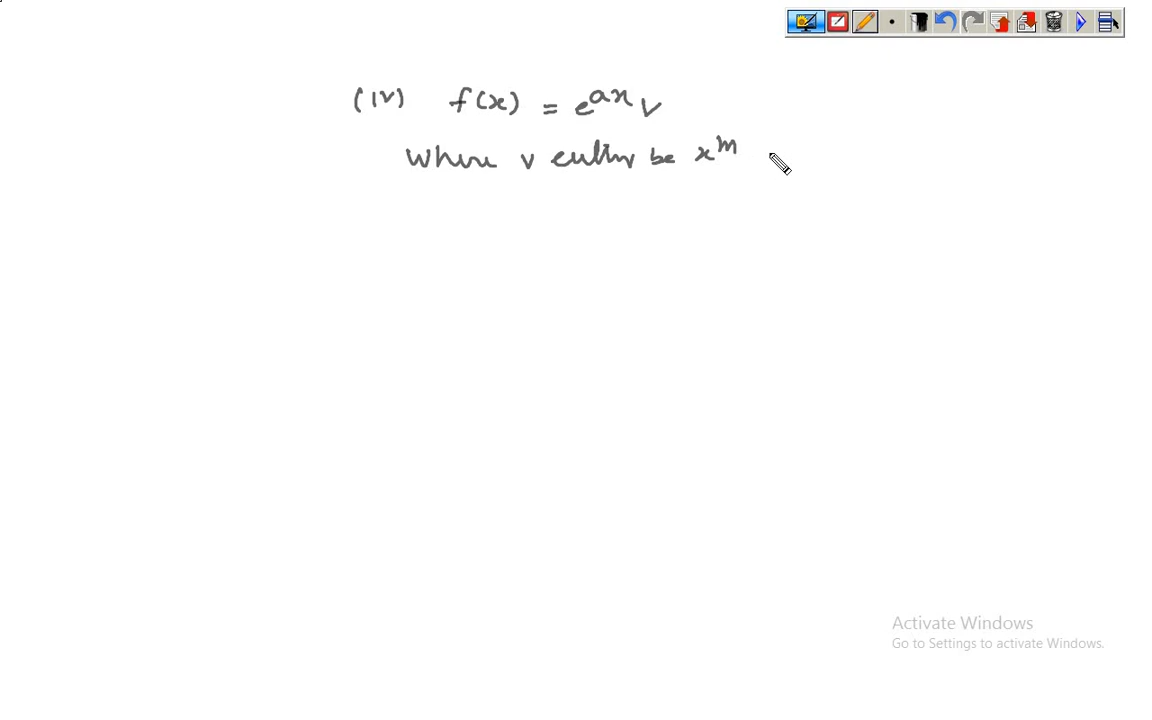 (IV) f(x) = e^{ax} V
Where v either be x^m
Activate Windows
Go to Settings to activate Windows.